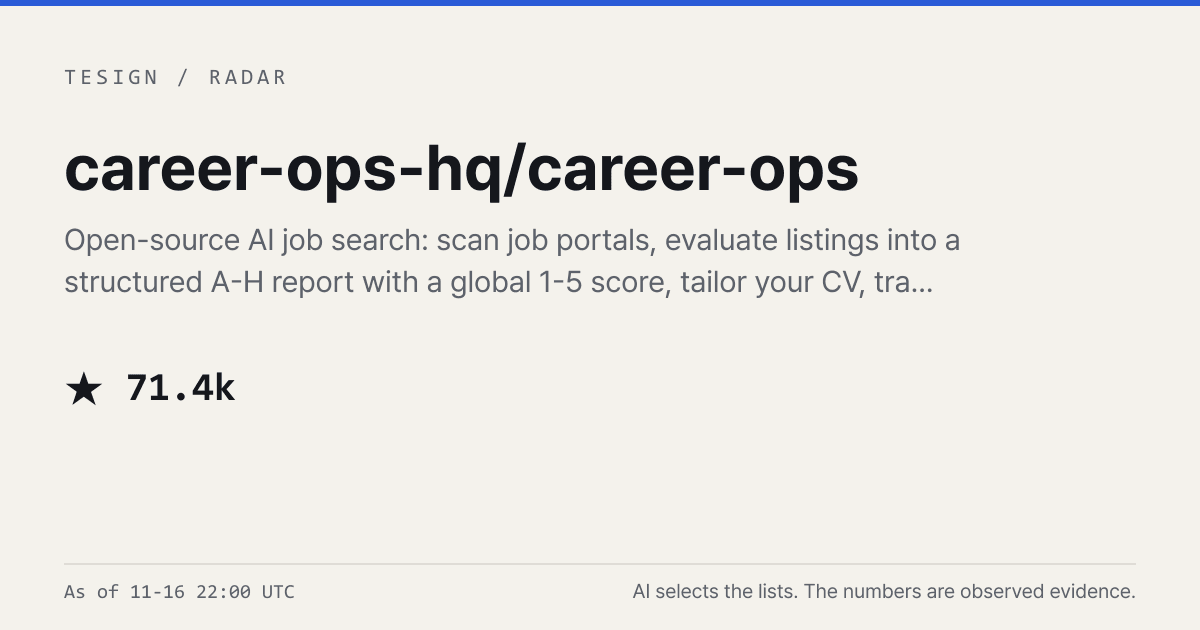 TESIGN / RADAR
career-ops-hq/career-ops
Open-source AI job search: scan job portals, evaluate listings into a
structured A-H report with a global 1-5 score, tailor your CV, tra...
★ 71.4k
As of 11-16 22:00 UTC
AI selects the lists. The numbers are observed evidence.